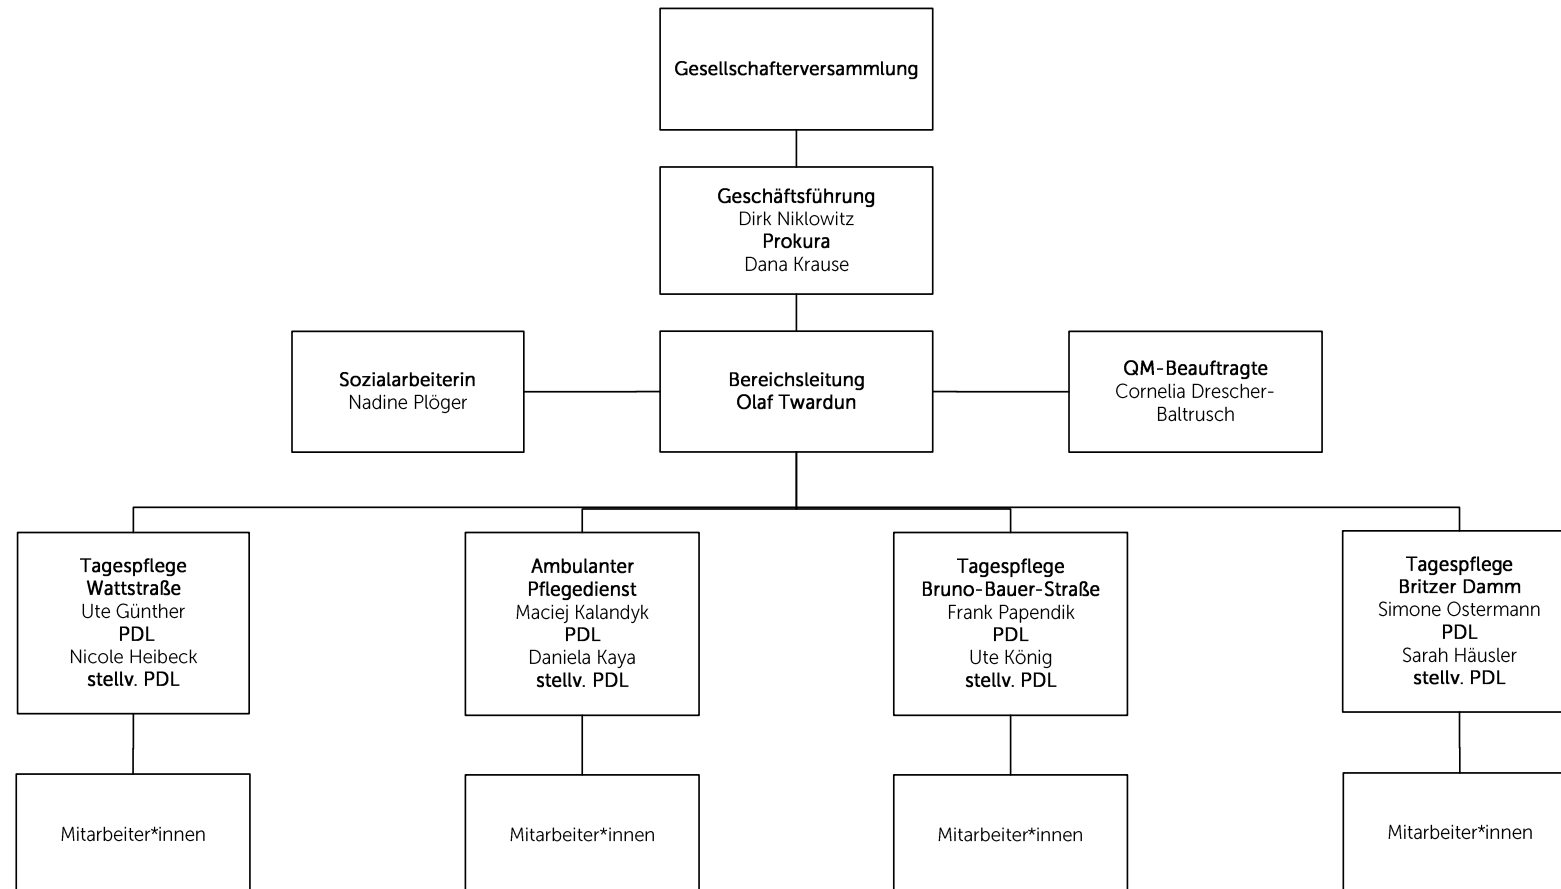 Gesellschafterversammlung
Geschäftsführung
Dirk Niklowitz
Prokura
Dana Krause
Sozialarbeiterin
Nadine Plöger
Bereichsleitung
Olaf Twardun
QM-Beauftragte
Cornelia Drescher-
Baltrusch
Tagespflege
Wattstraße
Ute Günther
PDL
Nicole Heibeck
stellv. PDL
Ambulanter
Pflegedienst
Maciej Kalandyk
PDL
Daniela Kaya
stellv. PDL
Tagespflege
Bruno-Bauer-Straße
Frank Papendik
PDL
Ute König
stellv. PDL
Tagespflege
Britzer Damm
Simone Ostermann
PDL
Sarah Häusler
stellv. PDL
Mitarbeiter*innen
Mitarbeiter*innen
Mitarbeiter*innen
Mitarbeiter*innen